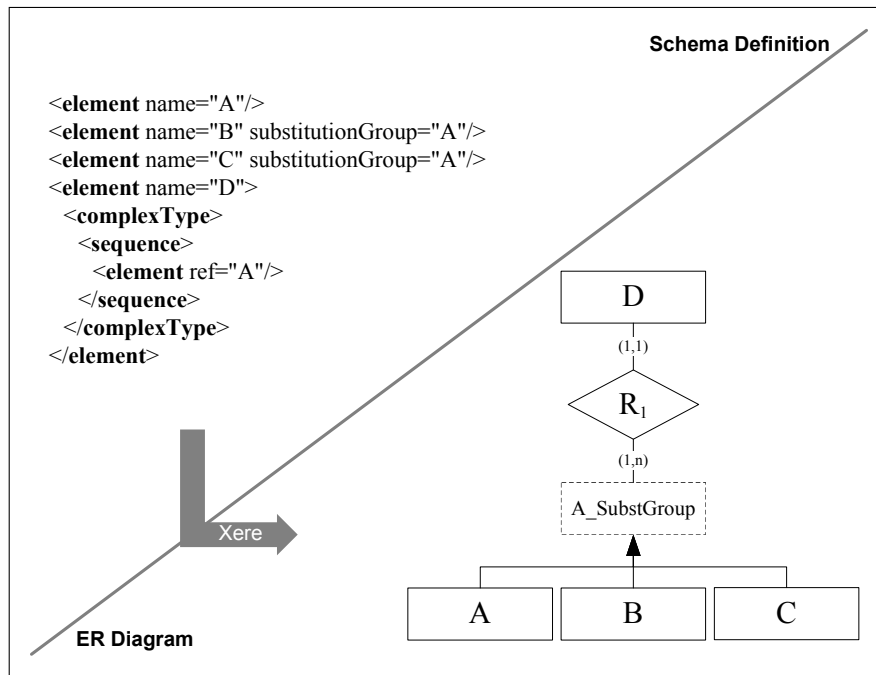 Schema Definition
<element name="A"/>
<element name="B" substitutionGroup="A"/>
<element name="C" substitutionGroup="A"/>
<element name="D">
<complexType>
<sequence>
<element ref="A"/>
</sequence>
</complexType>
</element>
D
(1,1)
R1
(1,n)
A_SubstGroup
Xere
A B C
ER Diagram